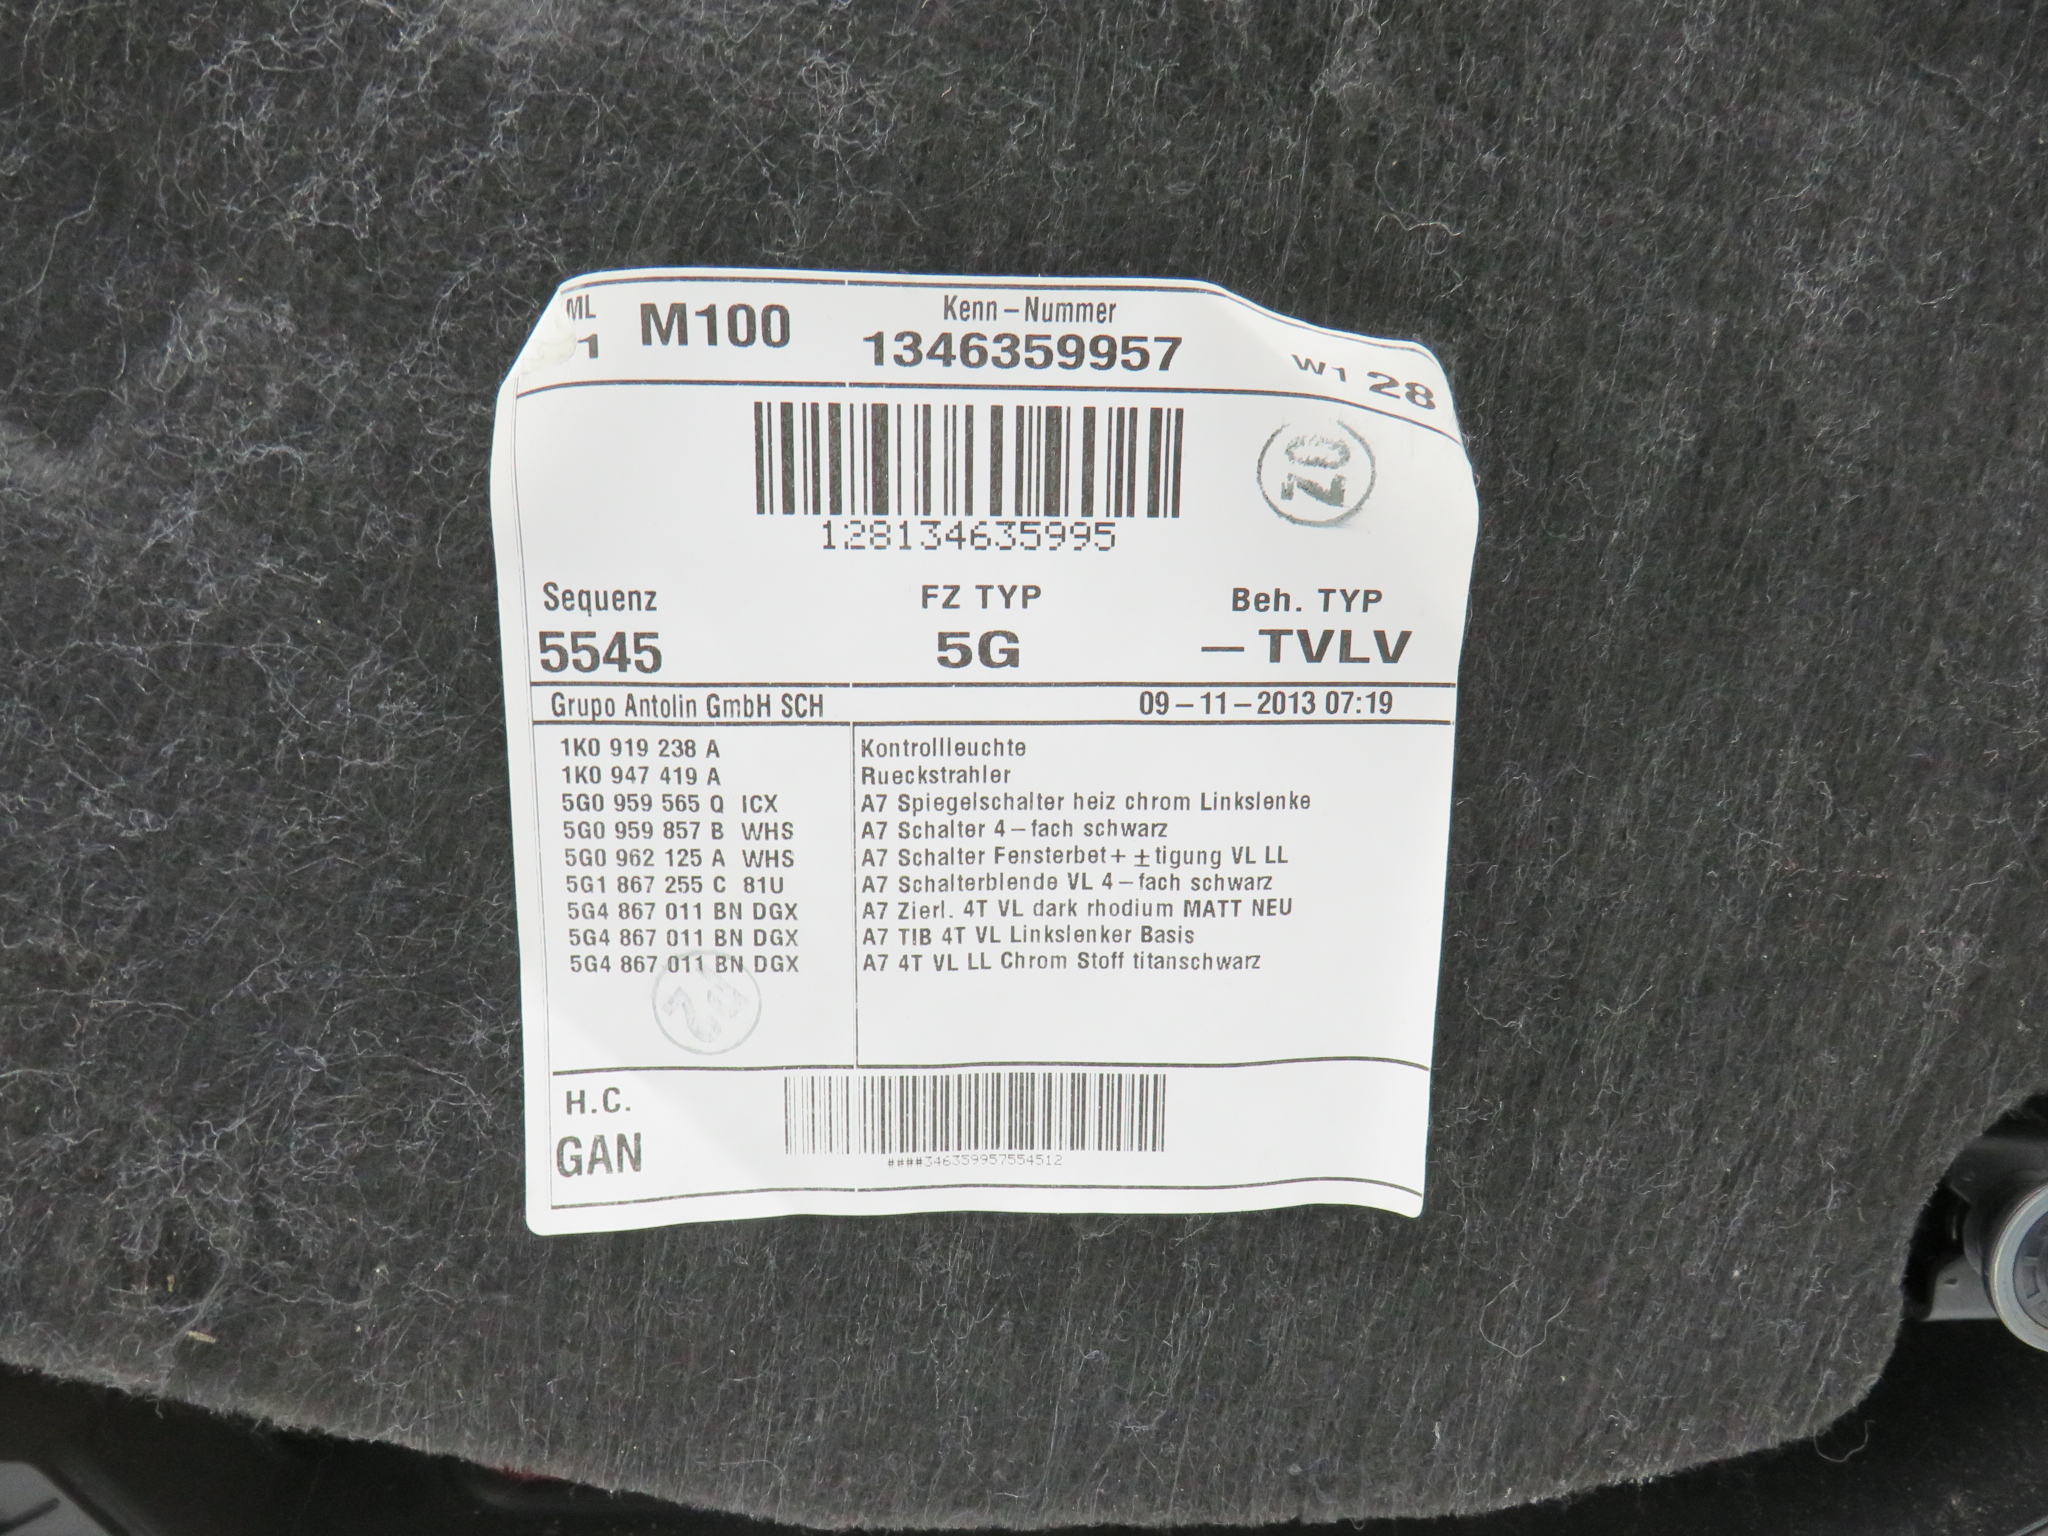 ML M100 Kenn-Nummer
1 1346359957 W1 28
ZO
128134635995
Sequenz FZ TYP Beh. TYP
5545 5G -TVLV
Grupo Antolin GmbH SCH 09-11-2013 07:19
1K0 919 238 A Kontrollleuchte
1K0 947 419 A Rueckstrahler
5G0 959 565 Q ICX A7 Spiegelschalter heiz chrom Linkslenke
5G0 959 857 B WHS A7 Schalter 4-fach schwarz
5G0 962 125 A WHS A7 Schalter Fensterbet+ ±tigung VL LL
5G1 867 255 C 81U A7 Schalterblende VL 4-fach schwarz
5G4 867 011 BN DGX A7 Zierl. 4T VL dark rhodium MATT NEU
5G4 867 011 BN DGX A7 TIB 4T VL Linkslenker Basis
5G4 867 011 BN DGX A7 4T VL LL Chrom Stoff titanschwarz
H.C.
GAN
####346359957554512